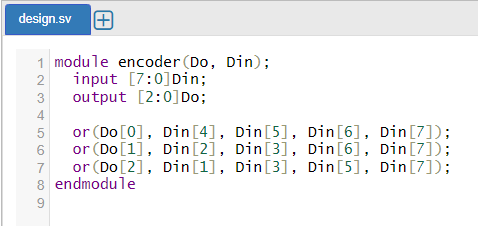 design.sv
1 module encoder(Do, Din);
2 input [7:0]Din;
3 output [2:0]Do;
4
5 or(Do[0], Din[4], Din[5], Din[6], Din[7]);
6 or(Do[1], Din[2], Din[3], Din[6], Din[7]);
7 or(Do[2], Din[1], Din[3], Din[5], Din[7]);
8 endmodule
9